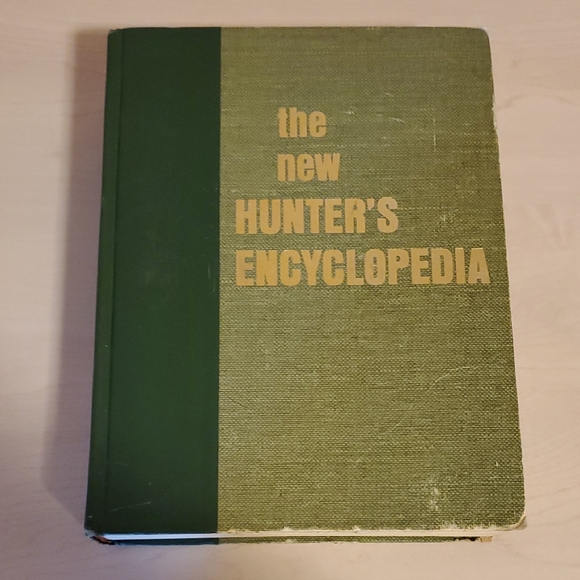 the
new
HUNTER'S
ENCYCLOPEDIA